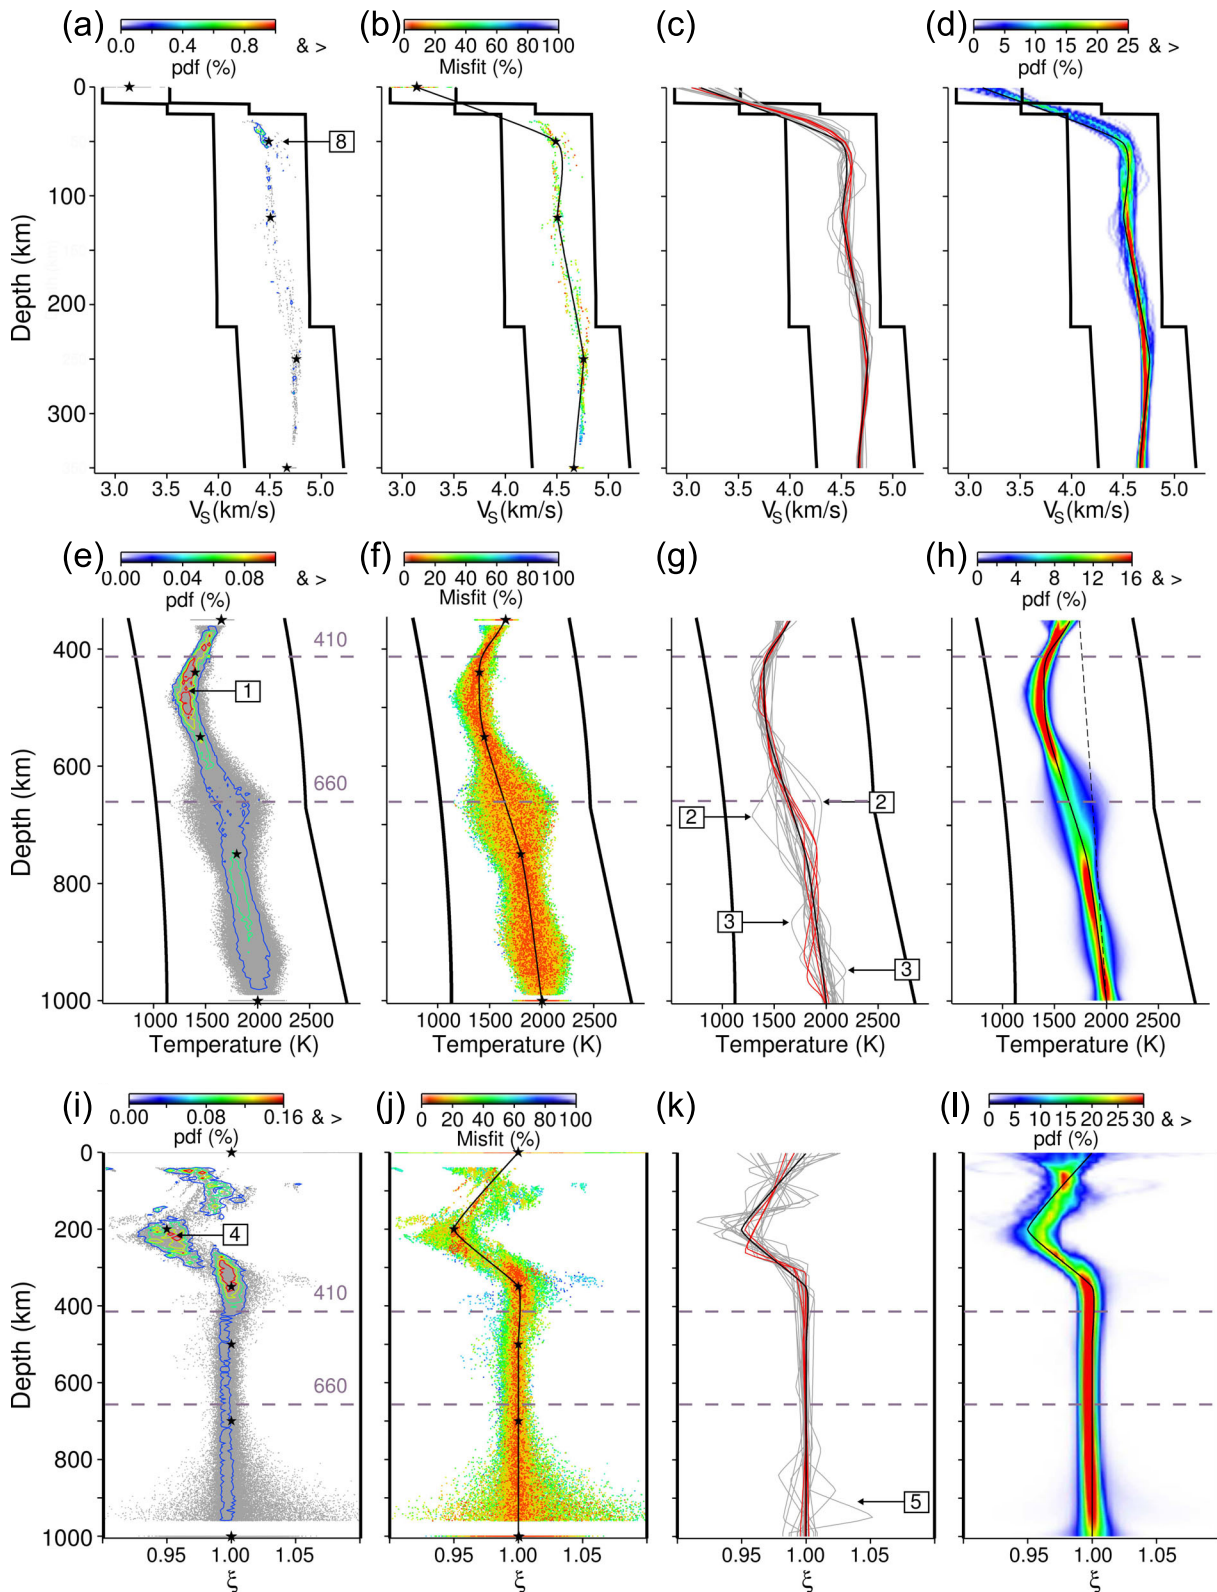 (a) (b) (c) (d)
0.0 0.4 0.8 & >
pdf (%)
0 20 40 60 80 100
Misfit (%)
0 5 10 15 20 25 & >
pdf (%)
0
100
200
300
Depth (km)
8
3.0 3.5 4.0 4.5 5.0
V_S(km/s)
3.0 3.5 4.0 4.5 5.0
V_S(km/s)
3.0 3.5 4.0 4.5 5.0
V_S(km/s)
3.0 3.5 4.0 4.5 5.0
V_S(km/s)
(e) (f) (g) (h)
0.00 0.04 0.08 & >
pdf (%)
0 20 40 60 80 100
Misfit (%)
0 4 8 12 16 & >
pdf (%)
400
600
800
1000
Depth (km)
410
660
1
2
2
3
3
1000 1500 2000 2500
Temperature (K)
1000 1500 2000 2500
Temperature (K)
1000 1500 2000 2500
Temperature (K)
1000 1500 2000 2500
Temperature (K)
(i) (j) (k) (l)
0.00 0.08 0.16 & >
pdf (%)
0 20 40 60 80 100
Misfit (%)
0 5 10 15 20 25 30 & >
pdf (%)
0
200
400
600
800
1000
Depth (km)
4
410
660
5
0.95 1.00 1.05
ξ
0.95 1.00 1.05
ξ
0.95 1.00 1.05
ξ
0.95 1.00 1.05
ξ